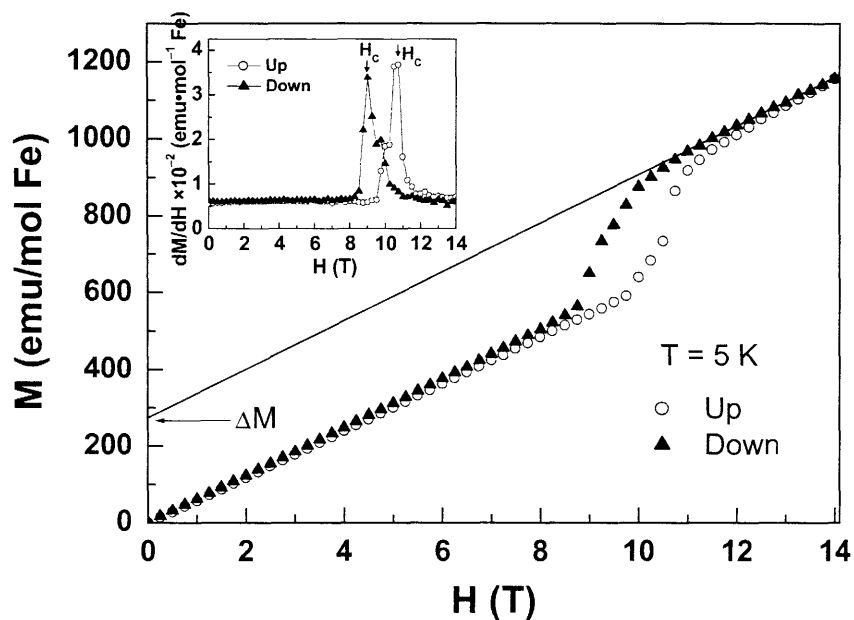 M (emu/mol Fe)
1200
1000
800
600
400
200
0
0 2 4 6 8 10 12 14
H (T)
ΔM
T = 5 K
Up
Down
dM/dH ×10⁻² (emu•mol⁻¹ Fe)
4
3
2
1
0
0 2 4 6 8 10 12 14
H (T)
Up
Down
H_c
H_c